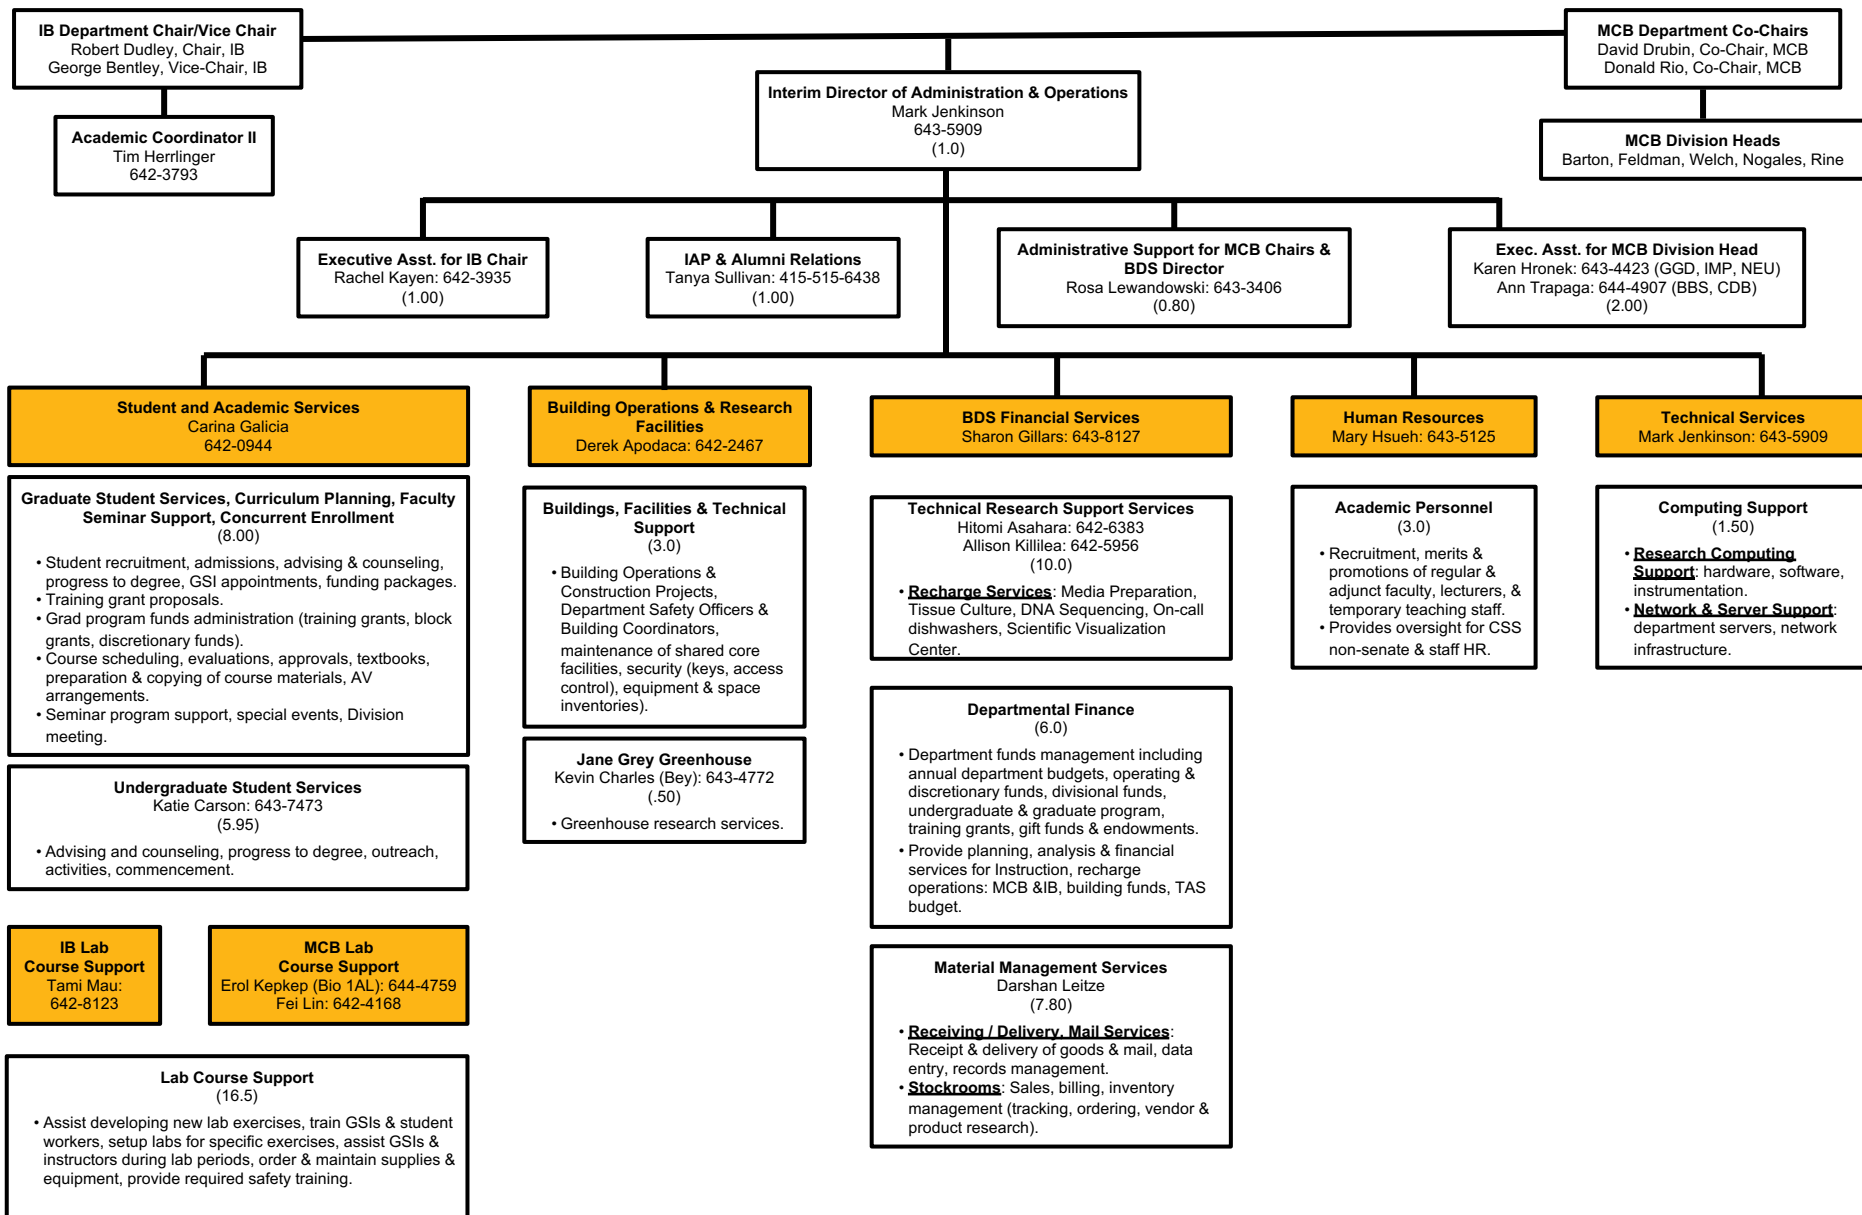 IB Department Chair/Vice Chair
Robert Dudley, Chair, IB
George Bentley, Vice-Chair, IB
MCB Department Co-Chairs
David Drubin, Co-Chair, MCB
Donald Rio, Co-Chair, MCB
Interim Director of Administration & Operations
Mark Jenkinson
643-5909
(1.0)
Academic Coordinator II
Tim Herrlinger
642-3793
MCB Division Heads
Barton, Feldman, Welch, Nogales, Rine
Executive Asst. for IB Chair
Rachel Kayen: 642-3935
(1.00)
IAP & Alumni Relations
Tanya Sullivan: 415-515-6438
(1.00)
Administrative Support for MCB Chairs &
BDS Director
Rosa Lewandowski: 643-3406
(0.80)
Exec. Asst. for MCB Division Head
Karen Hronek: 643-4423 (GGD, IMP, NEU)
Ann Trapaga: 644-4907 (BBS, CDB)
(2.00)
Student and Academic Services
Carina Galicia
642-0944
Building Operations & Research
Facilities
Derek Apodaca: 642-2467
BDS Financial Services
Sharon Gillars: 643-8127
Human Resources
Mary Hsueh: 643-5125
Technical Services
Mark Jenkinson: 643-5909
Graduate Student Services, Curriculum Planning, Faculty
Seminar Support, Concurrent Enrollment
(8.00)
• Student recruitment, admissions, advising & counseling,
progress to degree, GSI appointments, funding packages.
• Training grant proposals.
• Grad program funds administration (training grants, block
grants, discretionary funds).
• Course scheduling, evaluations, approvals, textbooks,
preparation & copying of course materials, AV
arrangements.
• Seminar program support, special events, Division
meeting.
Undergraduate Student Services
Katie Carson: 643-7473
(5.95)
• Advising and counseling, progress to degree, outreach,
activities, commencement.
IB Lab
Course Support
Tami Mau:
642-8123
MCB Lab
Course Support
Erol Kepkep (Bio 1AL): 644-4759
Fei Lin: 642-4168
Lab Course Support
(16.5)
• Assist developing new lab exercises, train GSIs & student
workers, setup labs for specific exercises, assist GSIs &
instructors during lab periods, order & maintain supplies &
equipment, provide required safety training.
Buildings, Facilities & Technical
Support
(3.0)
• Building Operations &
Construction Projects,
Department Safety Officers &
Building Coordinators,
maintenance of shared core
facilities, security (keys, access
control), equipment & space
inventories).
Jane Grey Greenhouse
Kevin Charles (Bey): 643-4772
(.50)
• Greenhouse research services.
Technical Research Support Services
Hitomi Asahara: 642-6383
Allison Killilea: 642-5956
(10.0)
• Recharge Services: Media Preparation,
Tissue Culture, DNA Sequencing, On-call
dishwashers, Scientific Visualization
Center.
Departmental Finance
(6.0)
• Department funds management including
annual department budgets, operating &
discretionary funds, divisional funds,
undergraduate & graduate program,
training grants, gift funds & endowments.
• Provide planning, analysis & financial
services for Instruction, recharge
operations: MCB &IB, building funds, TAS
budget.
Material Management Services
Darshan Leitze
(7.80)
• Receiving / Delivery, Mail Services:
Receipt & delivery of goods & mail, data
entry, records management.
• Stockrooms: Sales, billing, inventory
management (tracking, ordering, vendor &
product research).
Academic Personnel
(3.0)
• Recruitment, merits &
promotions of regular &
adjunct faculty, lecturers, &
temporary teaching staff.
• Provides oversight for CSS
non-senate & staff HR.
Computing Support
(1.50)
• Research Computing
Support: hardware, software,
instrumentation.
• Network & Server Support:
department servers, network
infrastructure.